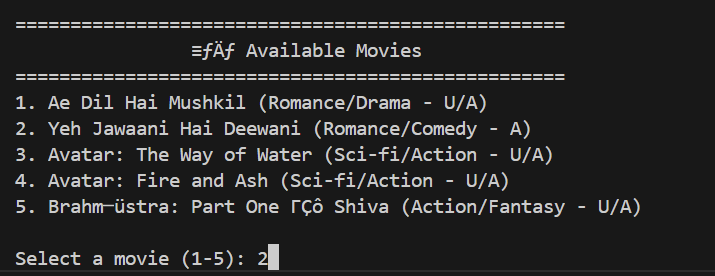 ==================================================
≡ƒÄƒ Available Movies
==================================================
1. Ae Dil Hai Mushkil (Romance/Drama - U/A)
2. Yeh Jawaani Hai Deewani (Romance/Comedy - A)
3. Avatar: The Way of Water (Sci-fi/Action - U/A)
4. Avatar: Fire and Ash (Sci-fi/Action - U/A)
5. Brahm─üstra: Part One ΓÇô Shiva (Action/Fantasy - U/A)
Select a movie (1-5): 2